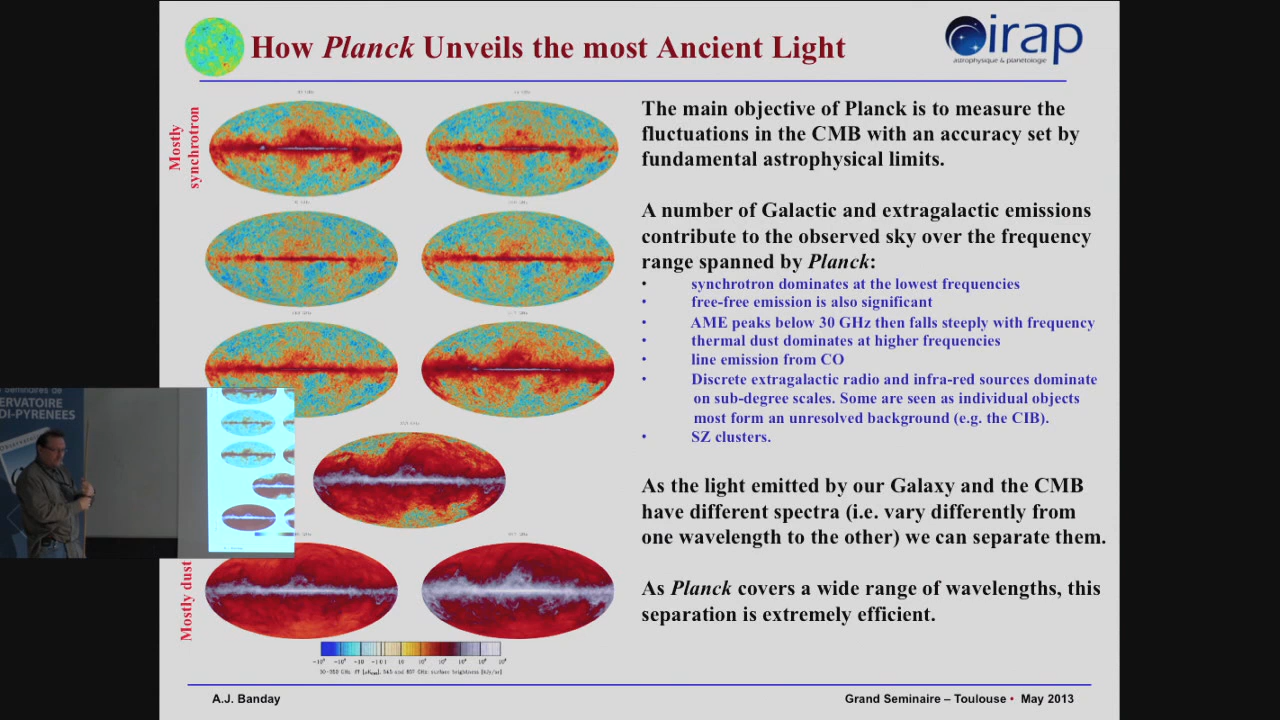 How Planck Unveils the most Ancient Light
irap
astrophysique & planétologie
Mostly
synchrotron
The main objective of Planck is to measure the
fluctuations in the CMB with an accuracy set by
fundamental astrophysical limits.
A number of Galactic and extragalactic emissions
contribute to the observed sky over the frequency
range spanned by Planck:
• synchrotron dominates at the lowest frequencies
• free-free emission is also significant
• AME peaks below 30 GHz then falls steeply with frequency
• thermal dust dominates at higher frequencies
• line emission from CO
• Discrete extragalactic radio and infra-red sources dominate
on sub-degree scales. Some are seen as individual objects
most form an unresolved background (e.g. the CIB).
• SZ clusters.
As the light emitted by our Galaxy and the CMB
have different spectra (i.e. vary differently from
one wavelength to the other) we can separate them.
As Planck covers a wide range of wavelengths, this
separation is extremely efficient.
Seminaires de
SERVATOIRE
DI-PYRENEES
Mostly dust
A.J. Banday
Grand Seminaire – Toulouse • May 2013